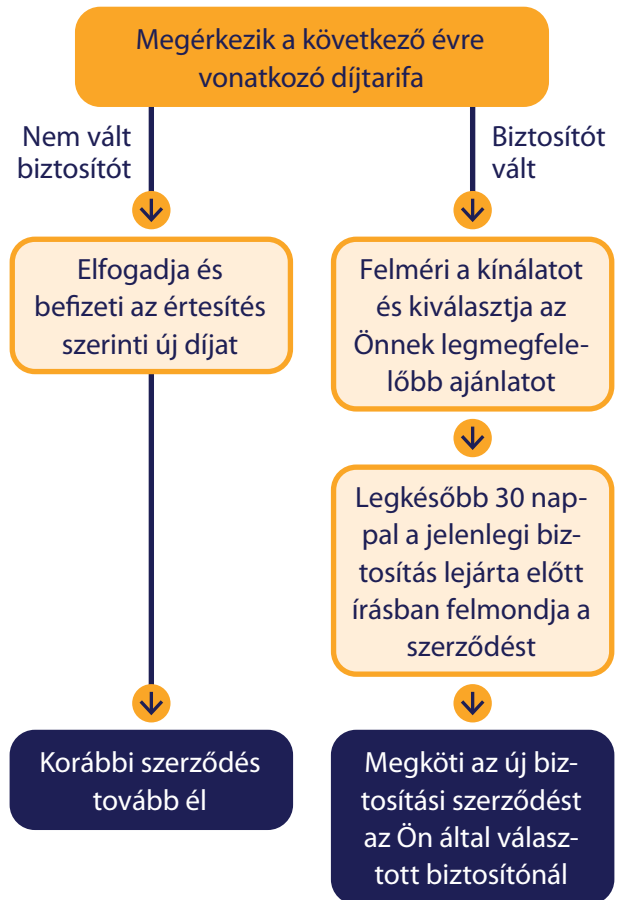 Megérkezik a következő évre
vonatkozó díjtarifa
Nem vált
biztosítót
Biztosítót
vált
Elfogadja és
befizeti az értesítés
szerinti új díjat
Felméri a kínálatot
és kiválasztja az
Önnek legmegfele-
lőbb ajánlatot
Legkésőbb 30 nap-
pal a jelenlegi biz-
tosítás lejárta előtt
írásban felmondja a
szerződést
Korábbi szerződés
tovább él
Megköti az új biz-
tosítási szerződést
az Ön által válasz-
tott biztosítónál